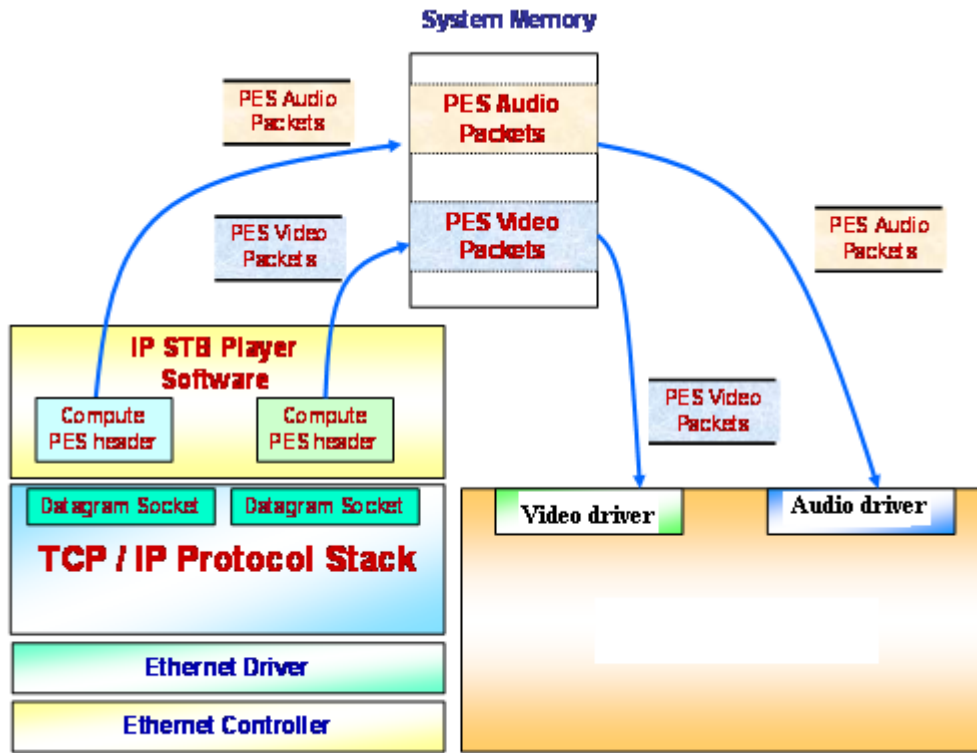 System Memory
PES Audio
Packets
PES Audio
Packets
PES Video
Packets
PES Video
Packets
PES Audio
Packets
IP STB Player
Software
Compute
PES header
Compute
PES header
PES Video
Packets
Datagram Socket
Datagram Socket
Video driver
Audio driver
TCP / IP Protocol Stack
Ethernet Driver
Ethernet Controller